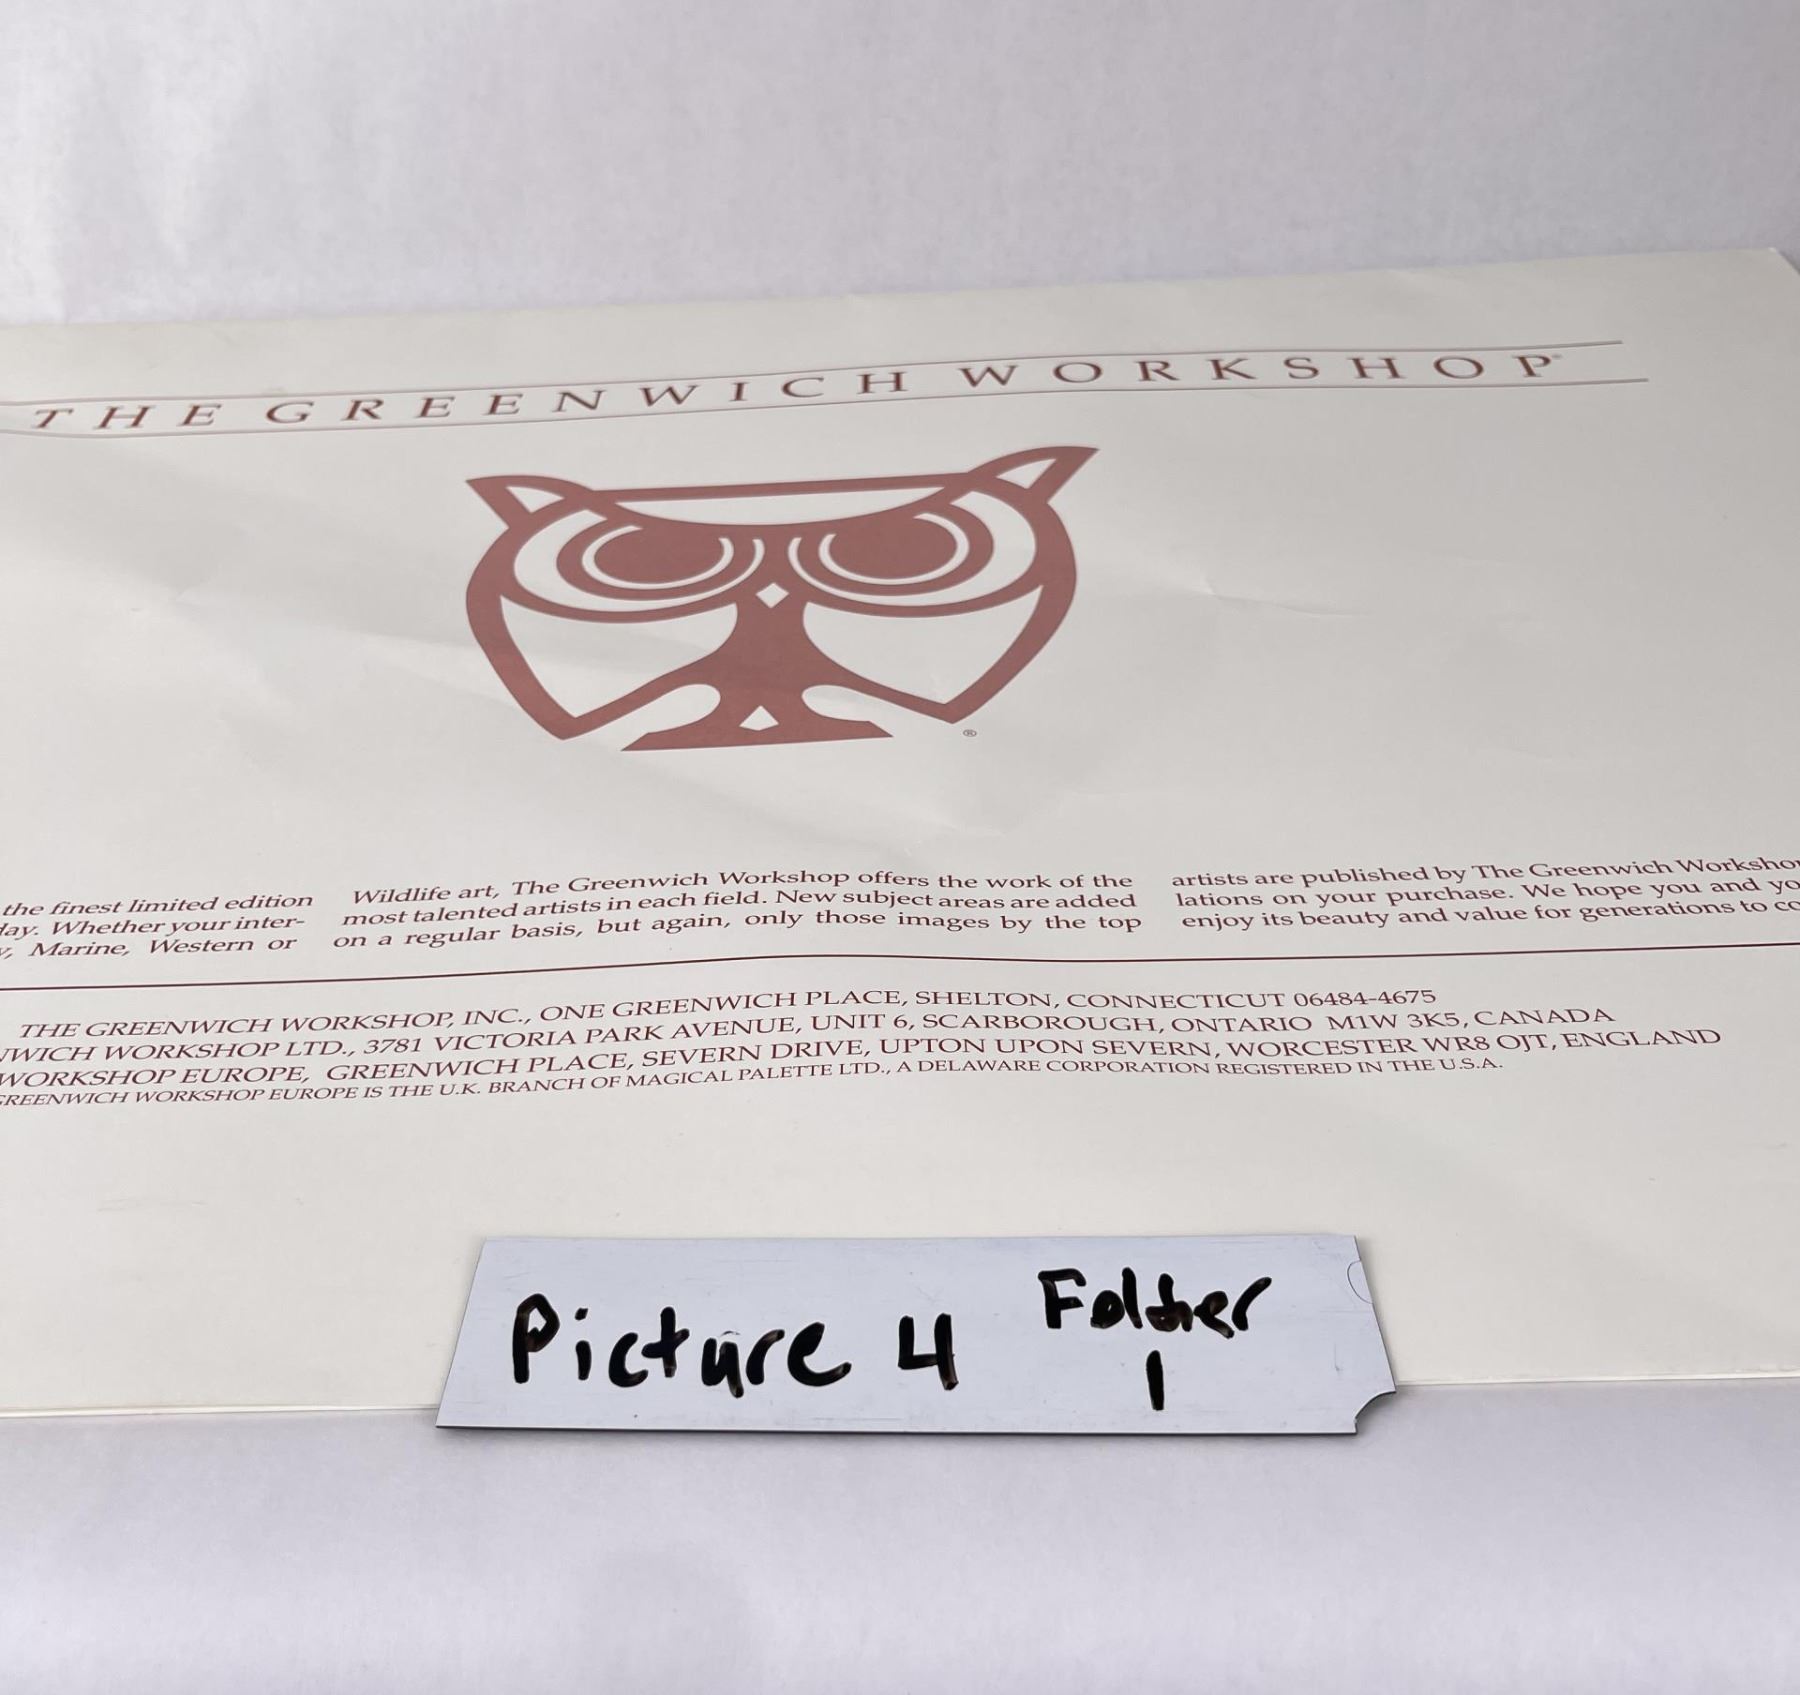 THE GREENWICH WORKSHOP
®
the finest limited edition
Whether your inter-
Marine, Western or
Wildlife art, The Greenwich Workshop offers the work of the
most talented artists in each field. New subject areas are added
on a regular basis, but again, only those images by the top
artists are published by The Greenwich
lations on your purchase. We hope you and
enjoy its beauty and value for generations to
THE GREENWICH WORKSHOP, INC., ONE GREENWICH PLACE, SHELTON, CONNECTICUT 06484-4675
WORKSHOP LTD., 3781 VICTORIA PARK AVENUE, UNIT 6, SCARBOROUGH, ONTARIO M1W 3K5, CANADA
WORKSHOP EUROPE, GREENWICH PLACE, SEVERN DRIVE, UPTON UPON SEVERN, WORCESTER WR8 OJT, ENGLAND
GREENWICH WORKSHOP EUROPE IS THE U.K. BRANCH OF MAGICAL PALETTE LTD., A DELAWARE CORPORATION REGISTERED IN THE U.S.A.
Picture 4 Folder
1